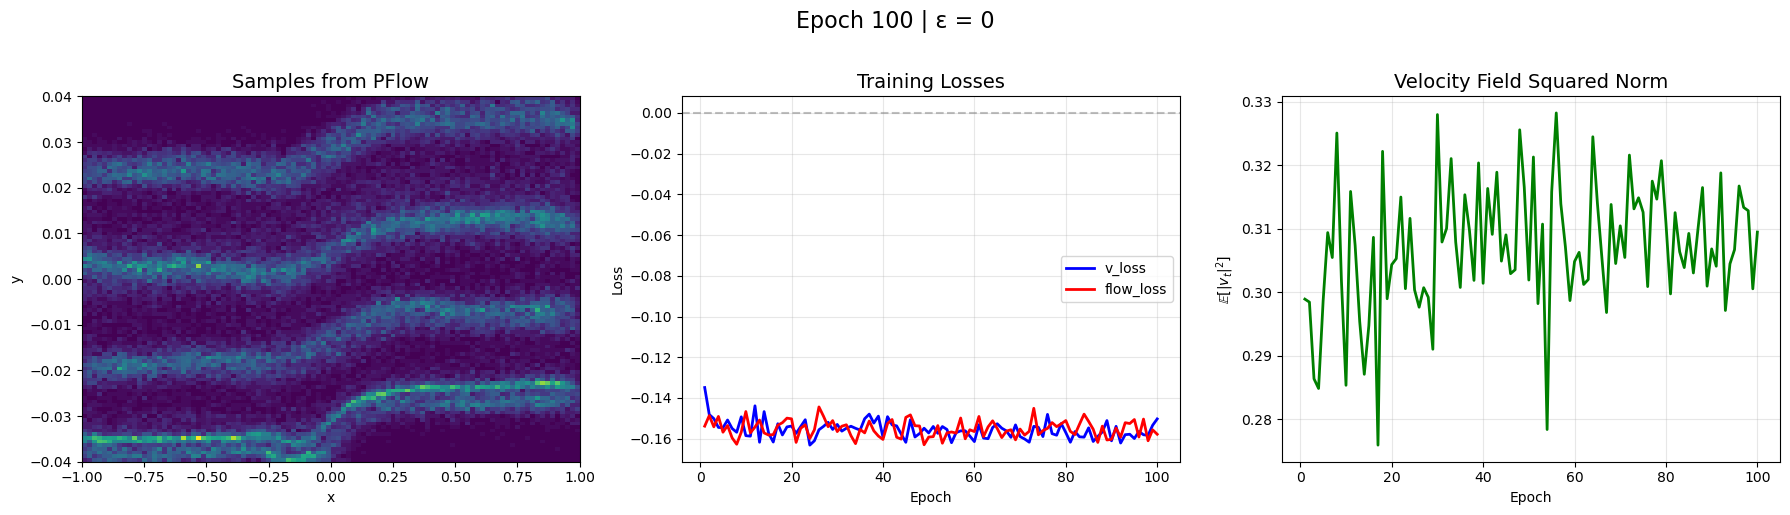 Epoch 100 | ε = 0
Samples from PFlow
0.04
0.03
0.02
0.01
0.00
−0.01
−0.02
−0.03
−0.04
y
−1.00 −0.75 −0.50 −0.25 0.00 0.25 0.50 0.75 1.00
x
Training Losses
0.00
−0.02
−0.04
−0.06
−0.08
−0.10
−0.12
−0.14
−0.16
Loss
v_loss
flow_loss
0 20 40 60 80 100
Epoch
Velocity Field Squared Norm
0.33
0.32
0.31
0.30
0.29
0.28
𝔼[|v_t|²]
0 20 40 60 80 100
Epoch